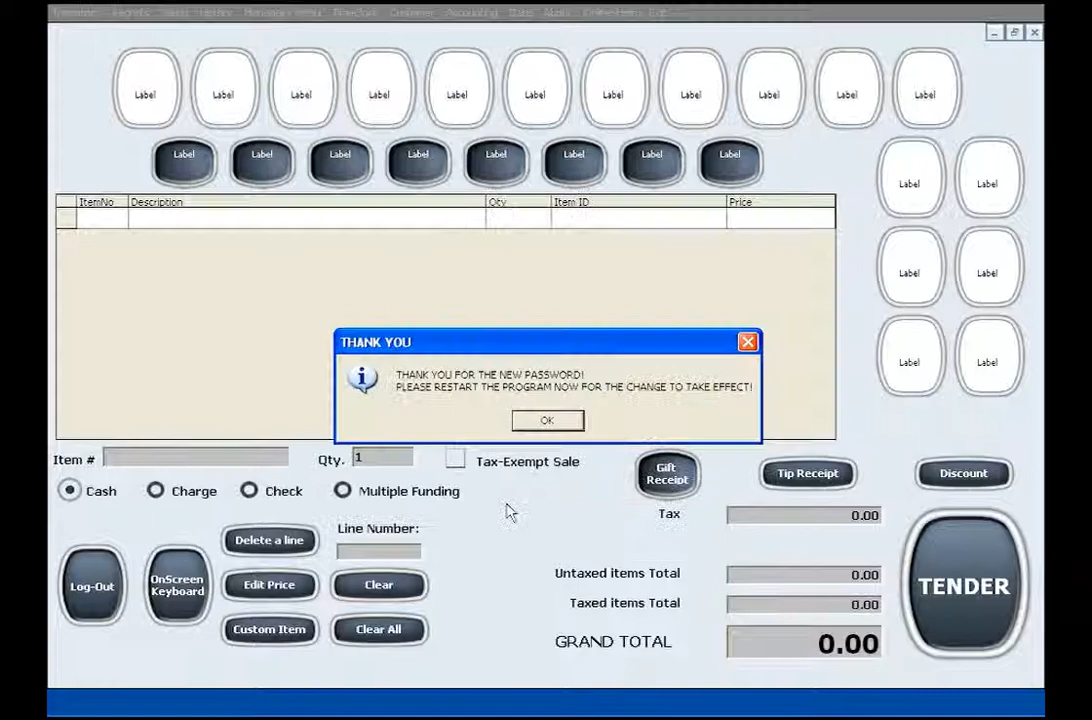 Label Label Label Label Label Label Label Label Label Label Label
Label Label Label Label Label Label Label Label
Label Label
Label Label
Label Label
ItemNo Description Qty Item ID Price
THANK YOU
THANK YOU FOR THE NEW PASSWORD!
PLEASE RESTART THE PROGRAM NOW FOR THE CHANGE TO TAKE EFFECT!
OK
Item # Qty. 1 Tax-Exempt Sale
Gift
Receipt
Tip Receipt
Discount
Cash Charge Check Multiple Funding
Tax 0.00
Line Number:
Delete a line
Log-Out
OnScreen
Keyboard
Edit Price
Clear
Custom Item
Clear All
Untaxed items Total 0.00
Taxed items Total 0.00
GRAND TOTAL 0.00
TENDER